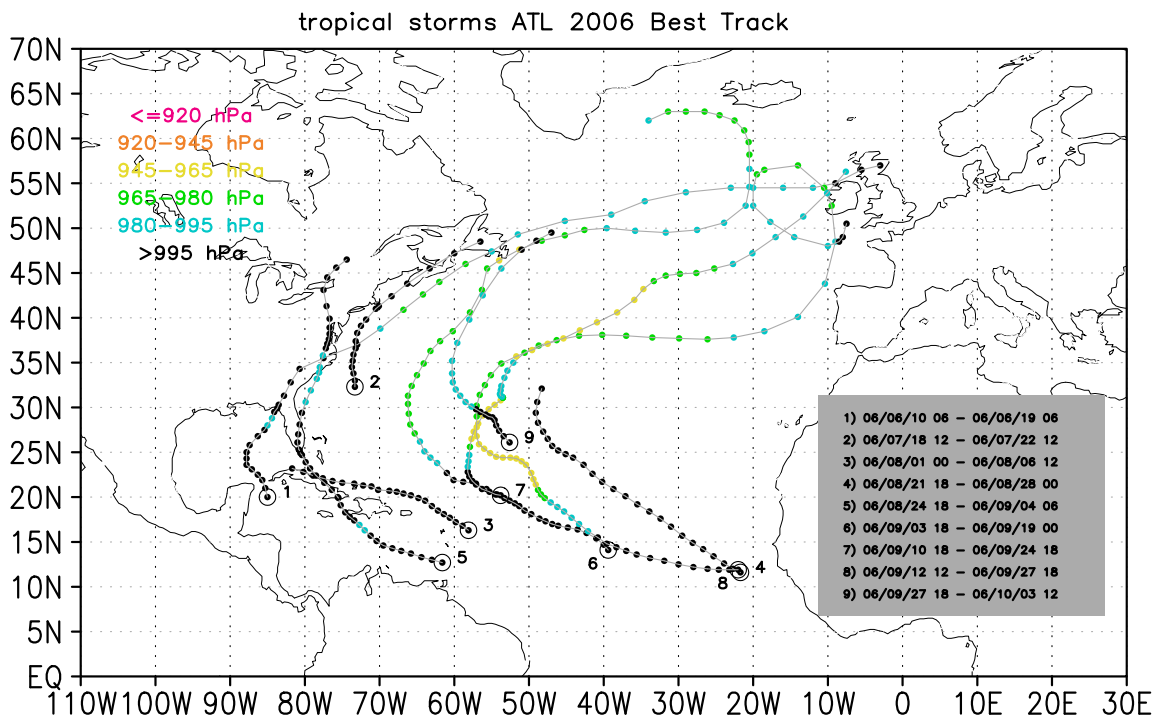 tropical storms ATL 2006 Best Track
70N
65N
<=920 hPa
920-945 hPa
60N
945-965 hPa
55N
965-980 hPa
980-995 hPa
50N
>995 hPa
45N
40N
35N
2
30N
1) 06/06/10 06 - 06/06/19 06
9
2) 06/07/18 12 - 06/07/22 12
25N
3) 06/08/01 00 - 06/08/06 12
1
7
4) 06/08/21 18 - 06/08/28 00
20N
5) 06/08/24 18 - 06/09/04 06
3
6) 06/09/03 18 - 06/09/19 00
15N
7) 06/09/10 18 - 06/09/24 18
5
6
4
8) 06/09/12 12 - 06/09/27 18
8
10N
9) 06/09/27 18 - 06/10/03 12
5N
EQ
110W 100W 90W 80W 70W 60W 50W 40W 30W 20W 10W 0 10E 20E 30E